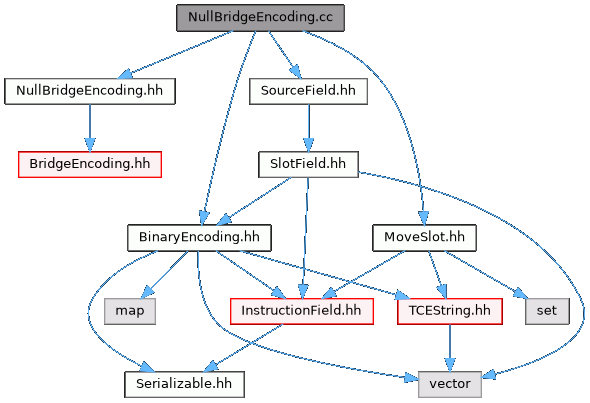 NullBridgeEncoding.cc
NullBridgeEncoding.hh
SourceField.hh
BridgeEncoding.hh
SlotField.hh
BinaryEncoding.hh
MoveSlot.hh
map
InstructionField.hh
TCEString.hh
set
Serializable.hh
vector